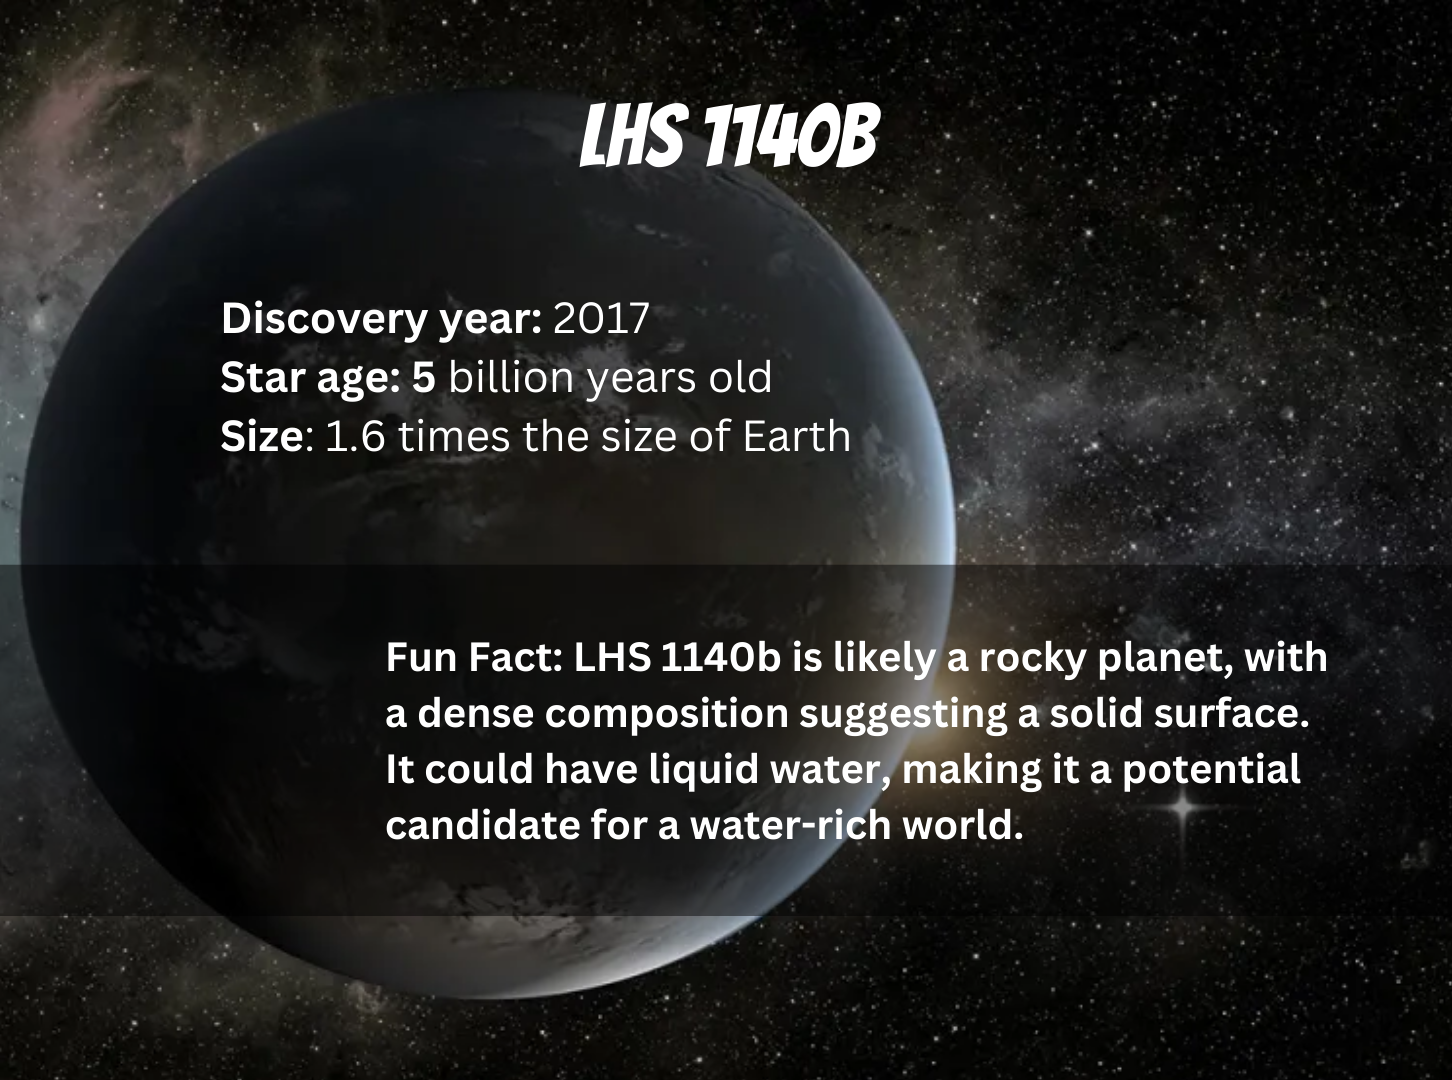 LHS 1140B
Discovery year: 2017
Star age: 5 billion years old
Size: 1.6 times the size of Earth
Fun Fact: LHS 1140b is likely a rocky planet, with
a dense composition suggesting a solid surface.
It could have liquid water, making it a potential
candidate for a water-rich world.